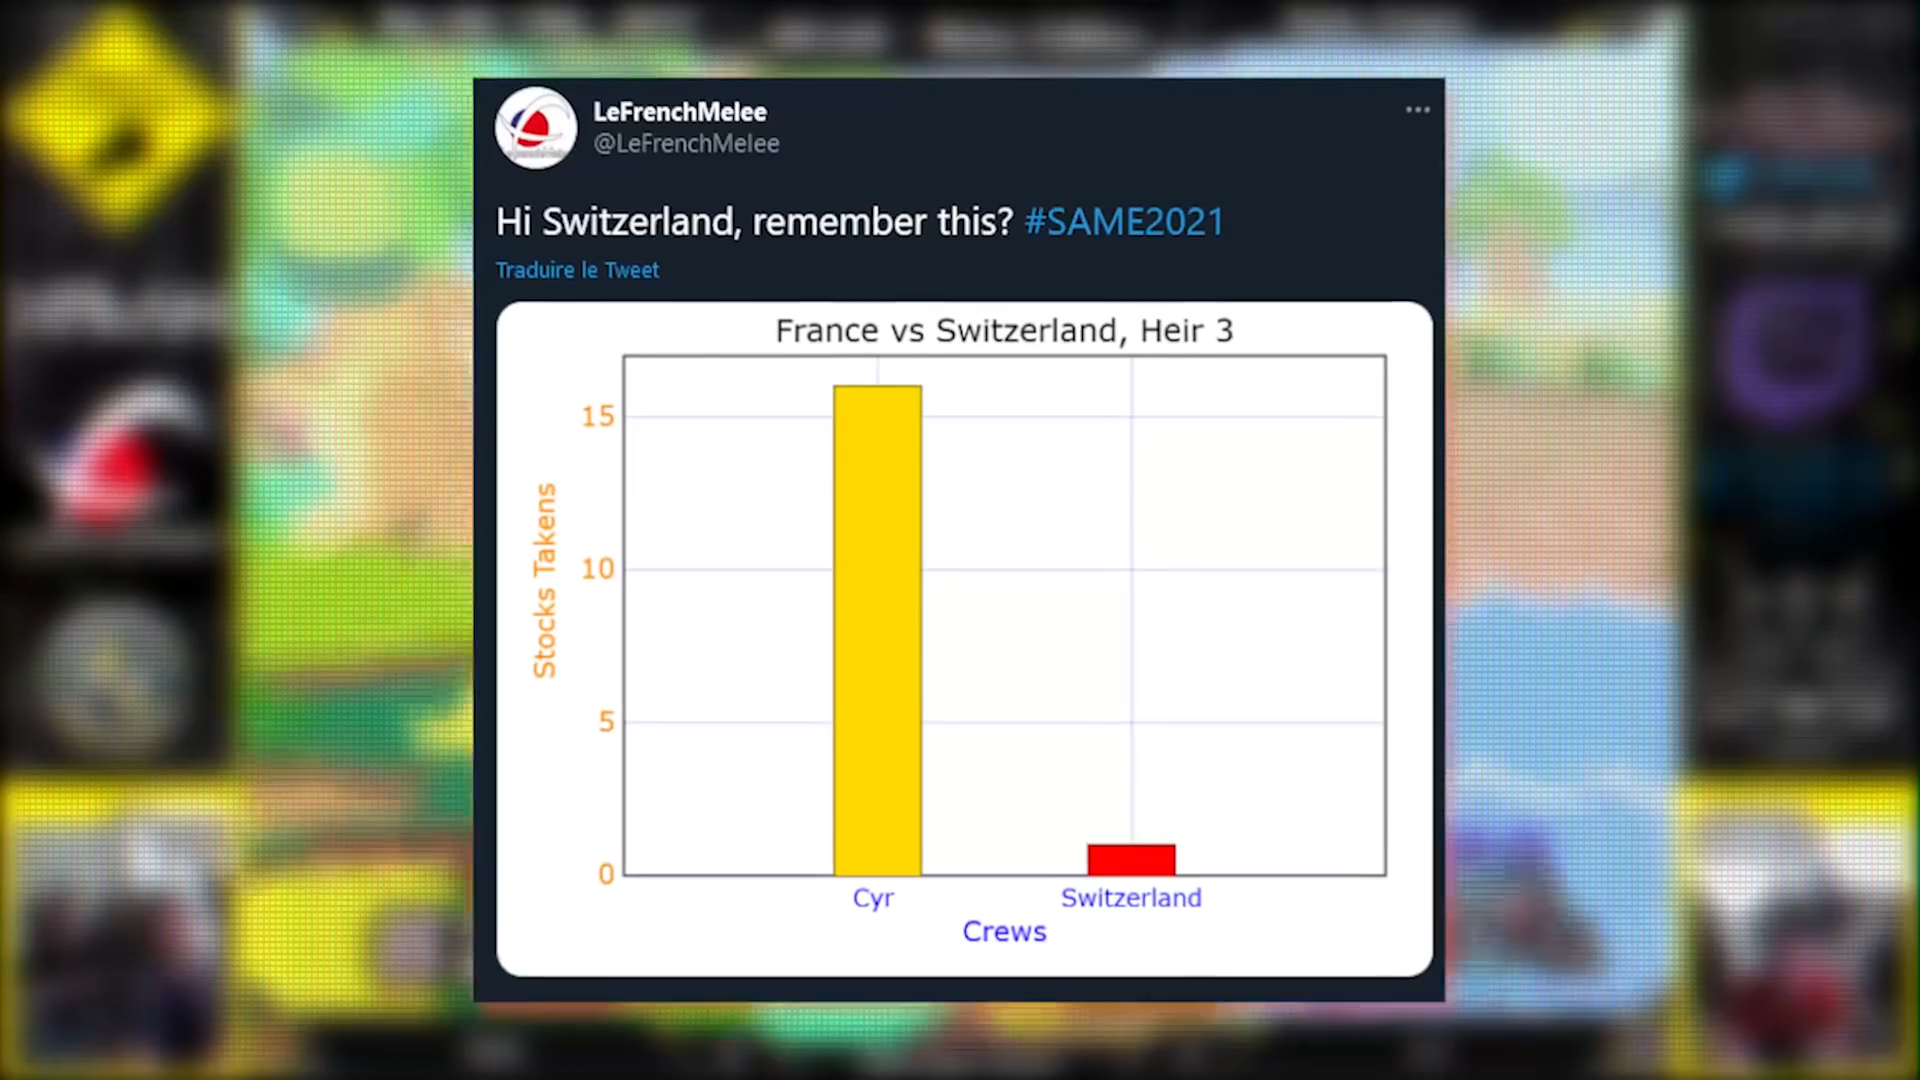 LeFrenchMelee
@LeFrenchMelee
Hi Switzerland, remember this? #SAME2021
Traduire le Tweet
France vs Switzerland, Heir 3
15
10
5
0
Stocks Takens
Cyr
Switzerland
Crews